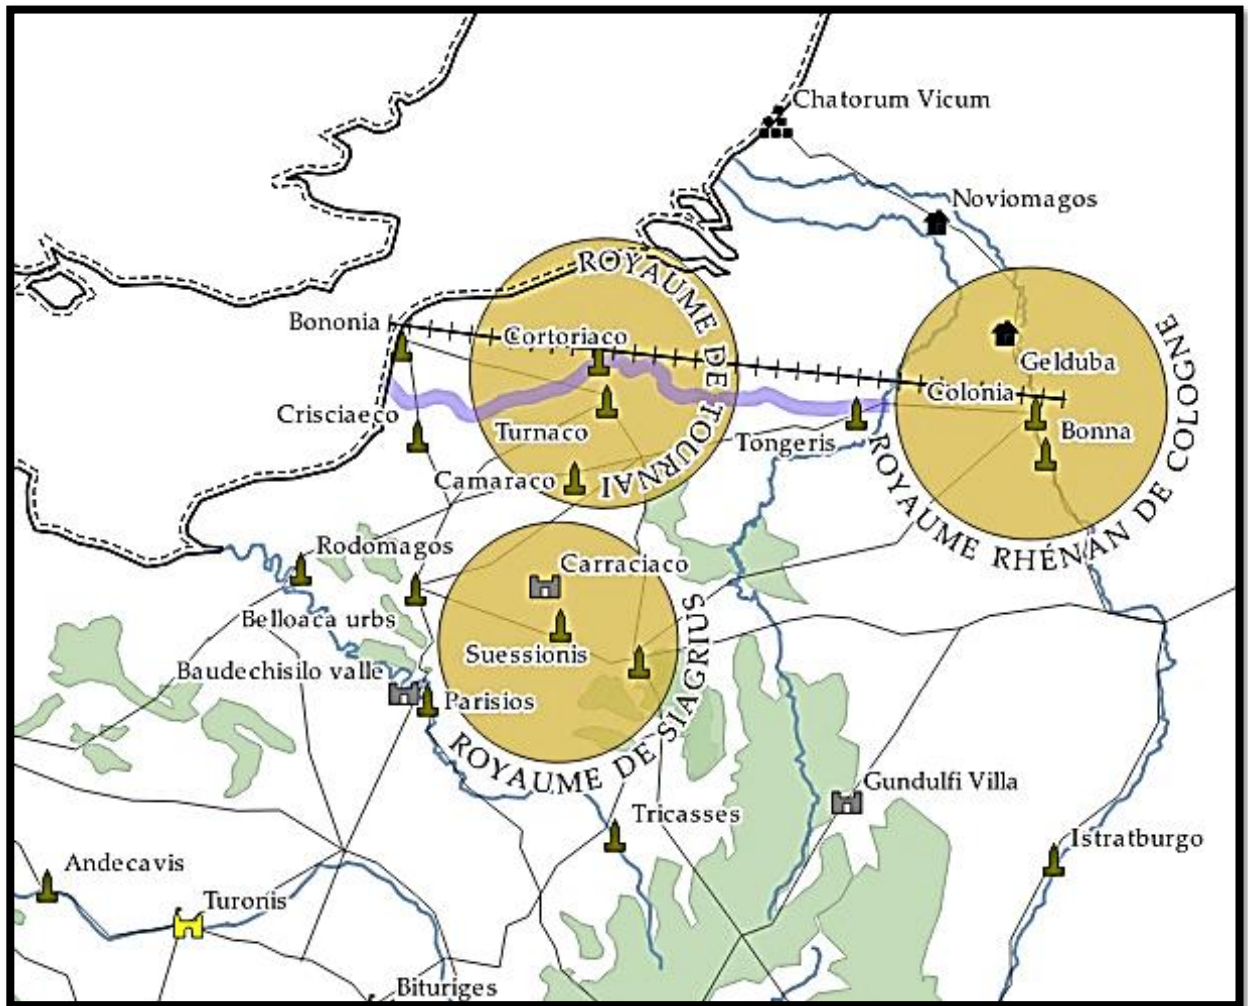 Chatorum Vicum
Noviomagos
ROYAUME DE TOURNAI
Bononia
Cortoriaco
Gelduba
Colonia
ROYAUME RHÉNAN DE COLOGNE
Crisciaeco
Turnaco
Tongeris
Bonna
Camaraco
Rodomagos
Carraciaco
Belloaca urbs
Suessionis
Baudechisilo valle
Parisios
ROYAUME DE SIAGRIUS
Gundulfi Villa
Tricasses
Istratburgo
Andecavis
Turonis
Bituriges